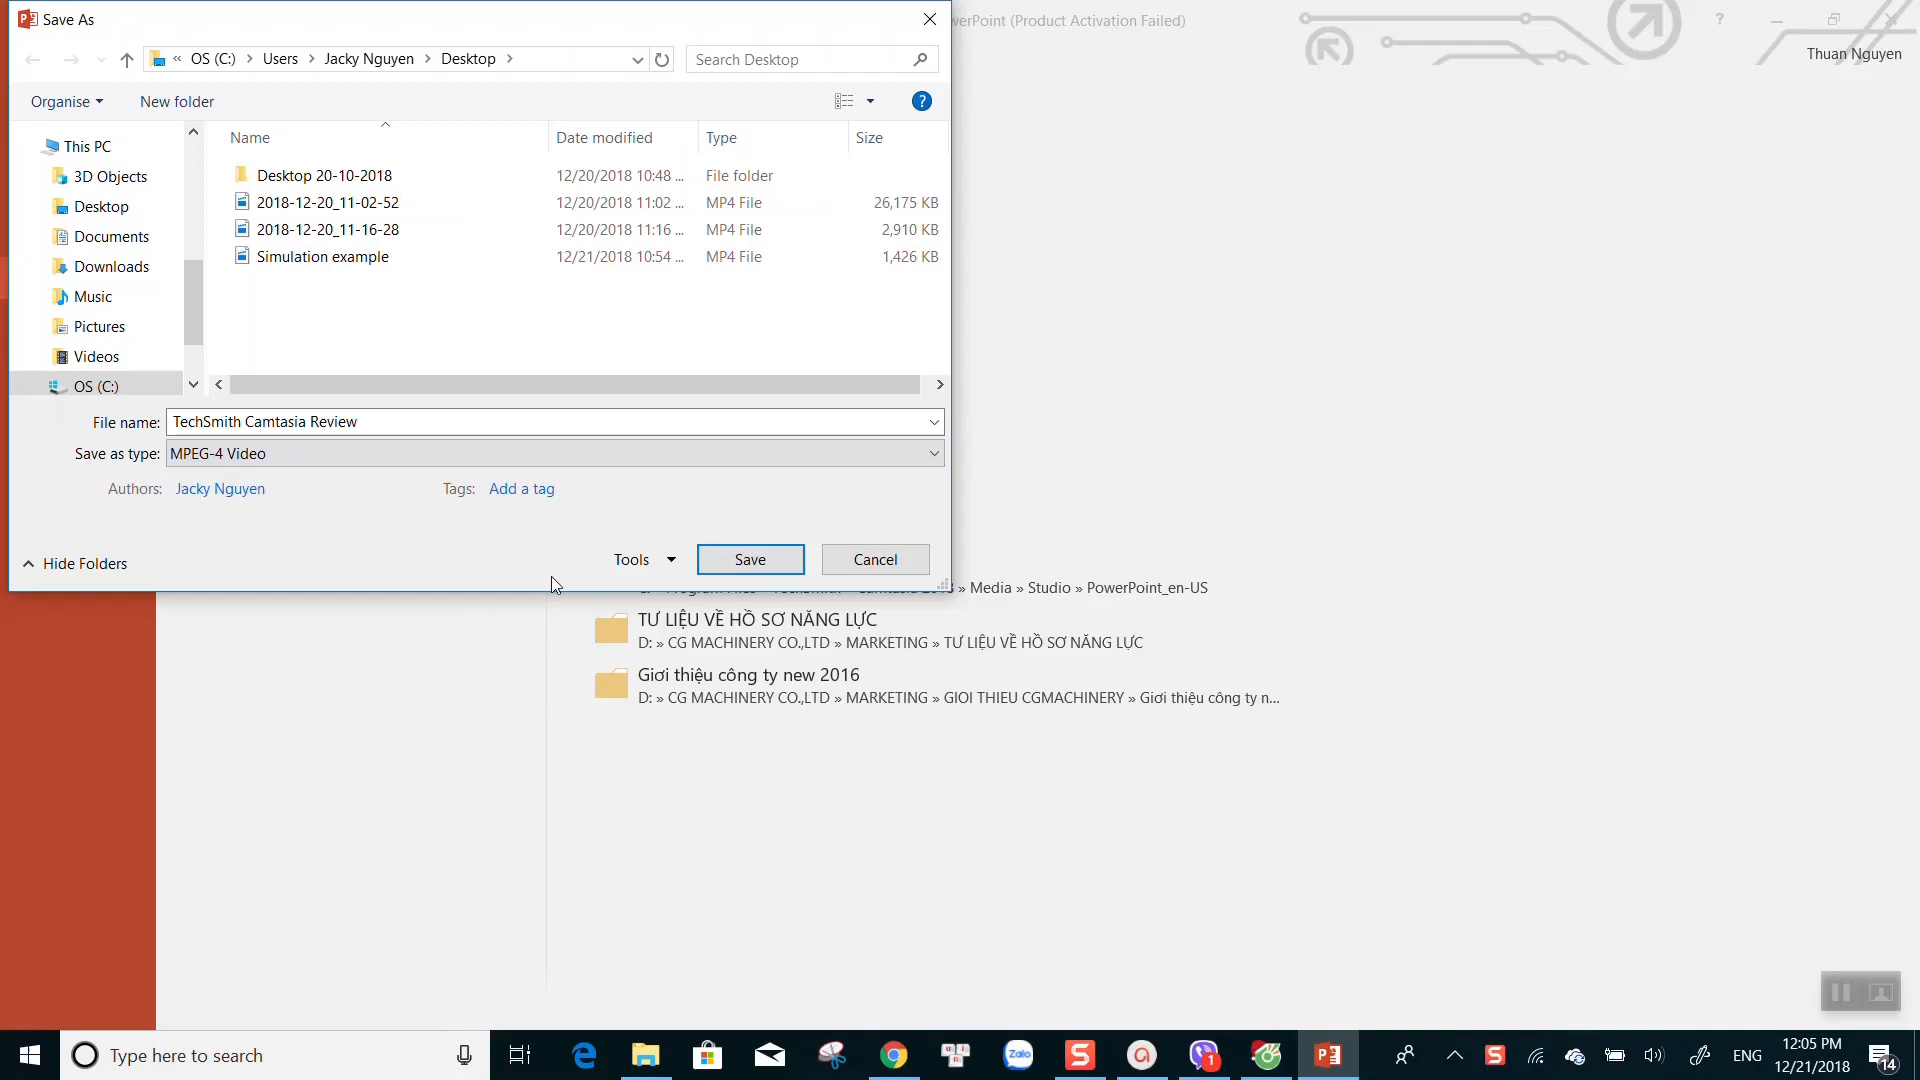 Save As
werPoint (Product Activation Failed)
?
Thuan Nguyen
« OS (C:) > Users > Jacky Nguyen > Desktop >
Search Desktop
Organise
New folder
?
Name
Date modified
Type
Size
This PC
3D Objects
Desktop
Documents
Downloads
Music
Pictures
Videos
OS (C:)
Desktop 20-10-2018 12/20/2018 10:48 ... File folder
2018-12-20_11-02-52 12/20/2018 11:02 ... MP4 File 26,175 KB
2018-12-20_11-16-28 12/20/2018 11:16 ... MP4 File 2,910 KB
Simulation example 12/21/2018 10:54 ... MP4 File 1,426 KB
File name: TechSmith Camtasia Review
Save as type: MPEG-4 Video
Authors: Jacky Nguyen Tags: Add a tag
Hide Folders
Tools
Save
Cancel
» Media » Studio » PowerPoint_en-US
TƯ LIỆU VỀ HỒ SƠ NĂNG LỰC
D: » CG MACHINERY CO.,LTD » MARKETING » TƯ LIỆU VỀ HỒ SƠ NĂNG LỰC
Giơi thiệu công ty new 2016
D: » CG MACHINERY CO.,LTD » MARKETING » GIOI THIEU CGMACHINERY » Giơi thiệu công ty n...
Type here to search
Zalo
1
ENG
12:05 PM
12/21/2018
14